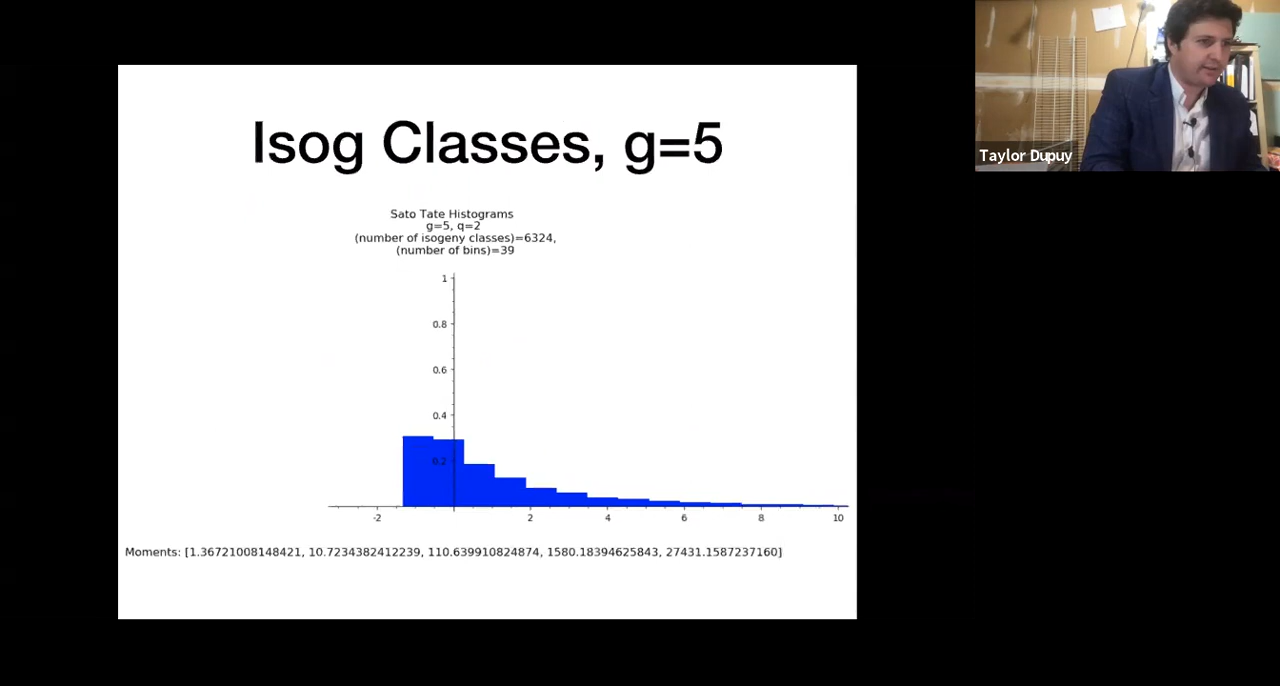 Isog Classes, g=5
Taylor Dupuy
Sato Tate Histograms
g=5, q=2
(number of isogeny classes)=6324,
(number of bins)=39
1
0.8
0.6
0.4
0.2
-2
2
4
6
8
10
Moments: [1.36721008148421, 10.7234382412239, 110.639910824874, 1580.18394625843, 27431.1587237160]